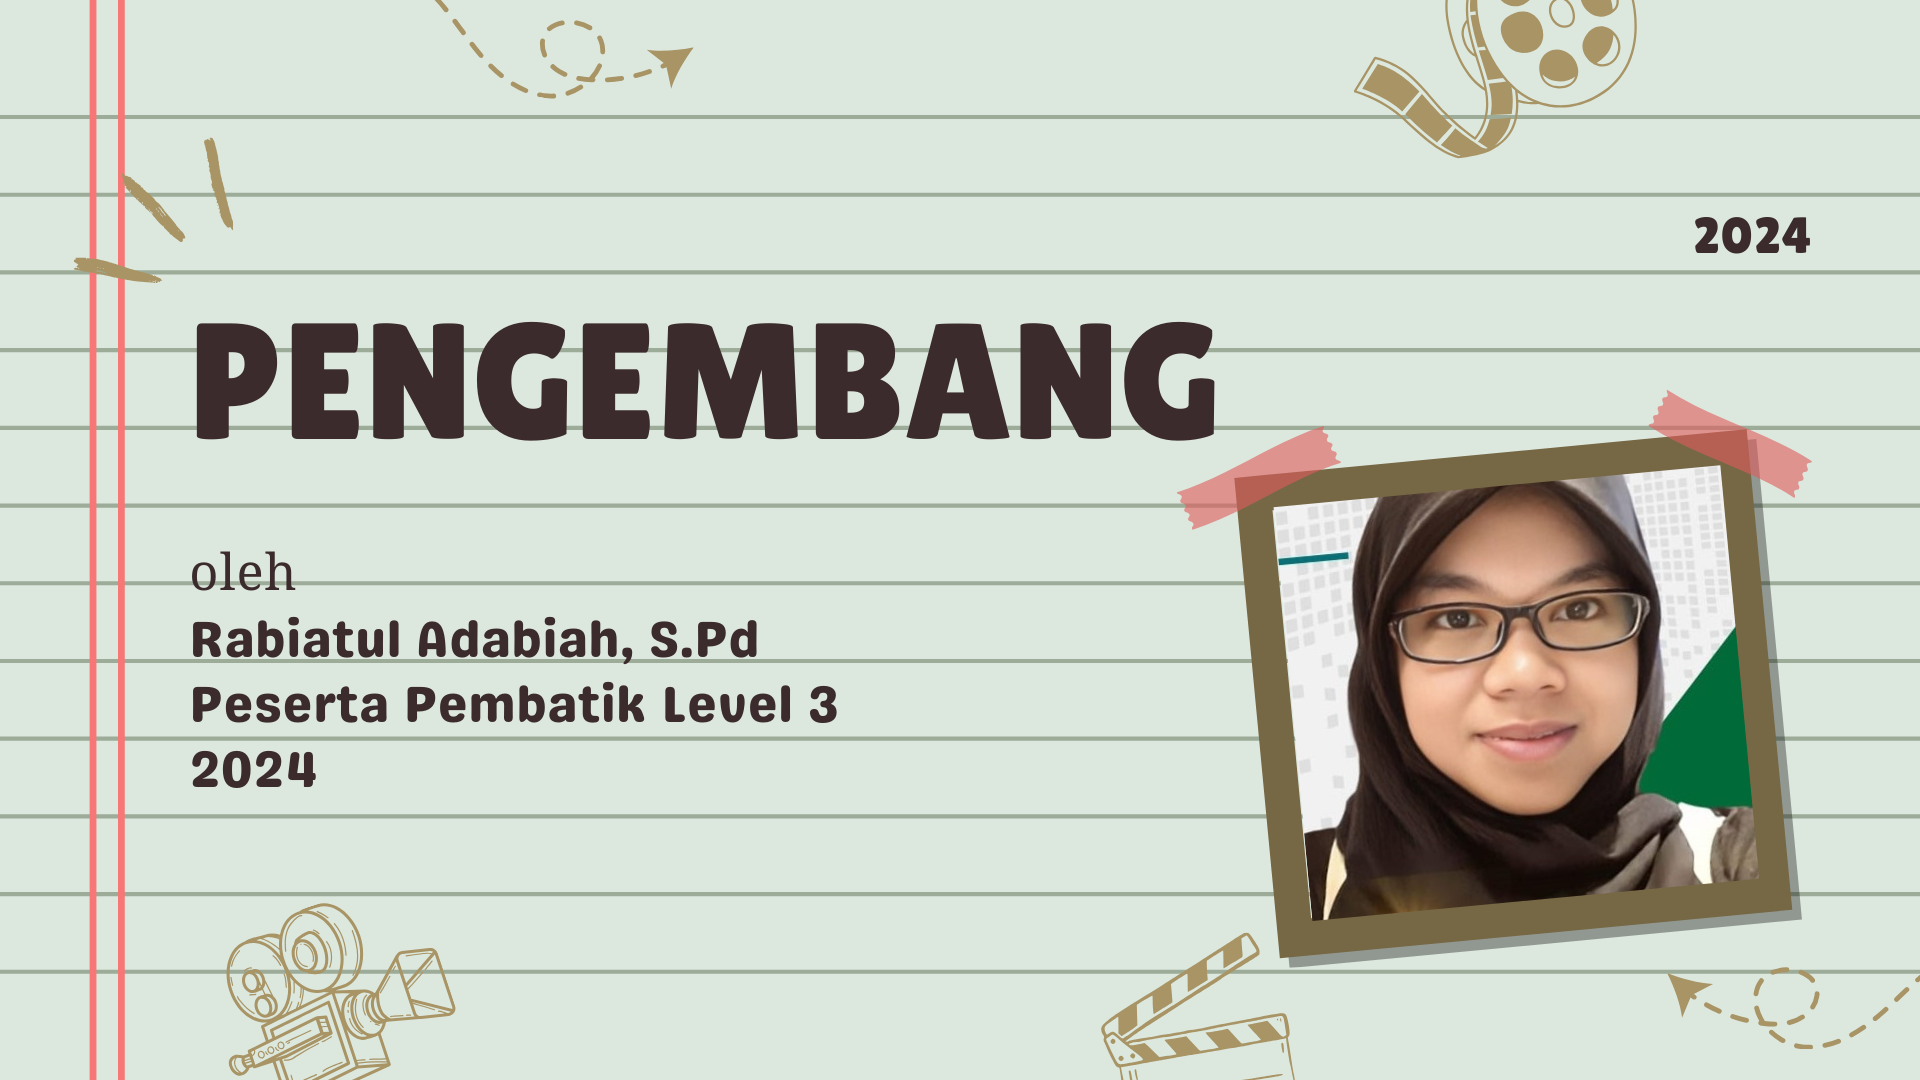 2024
PENGEMBANG
oleh
Rabiatul Adabiah, S.Pd
Peserta Pembatik Level 3
2024